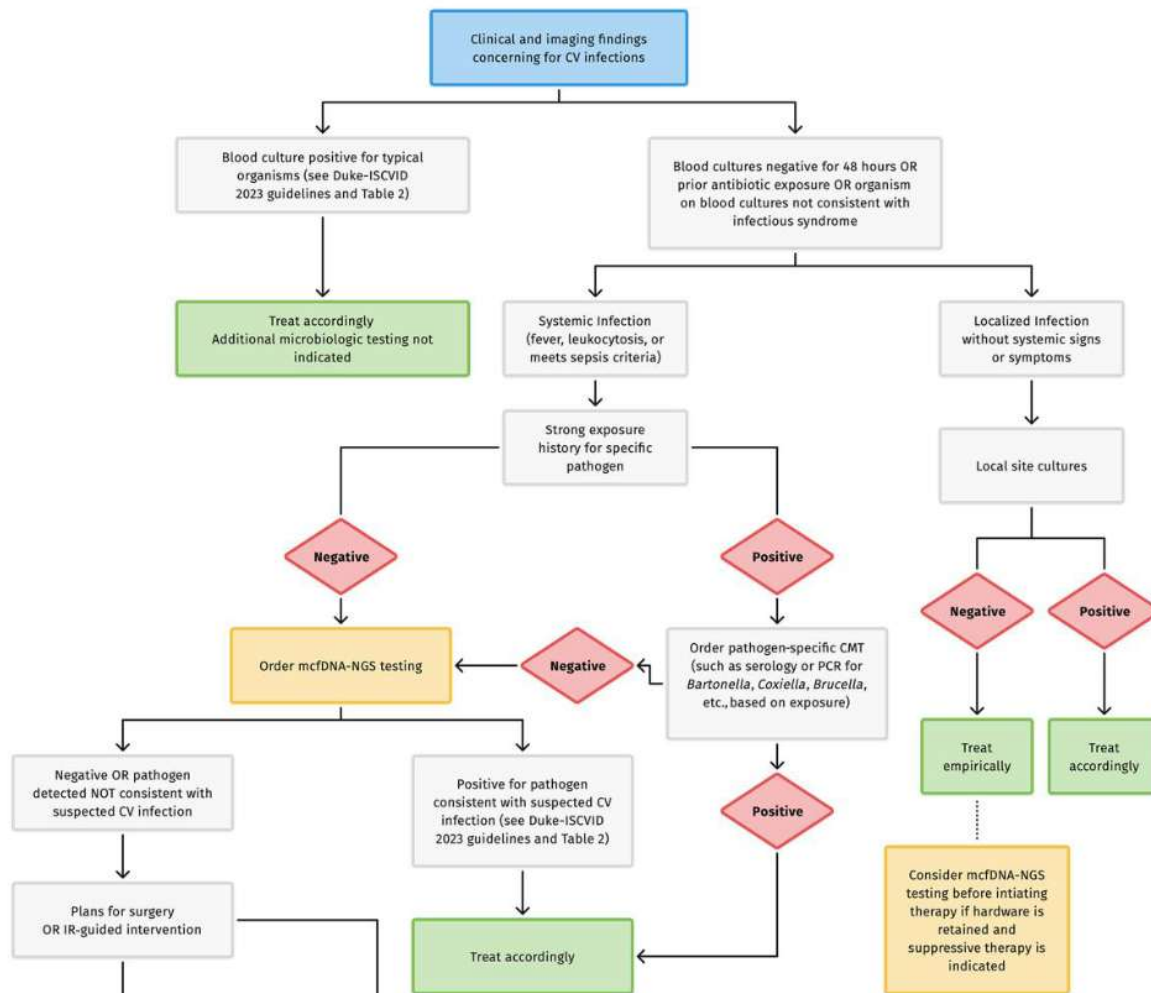 Clinical and imaging findings
concerning for CV infections
Blood culture positive for typical
organisms (see Duke-ISCVID
2023 guidelines and Table 2)
Blood cultures negative for 48 hours OR
prior antibiotic exposure OR organism
on blood cultures not consistent with
infectious syndrome
Treat accordingly
Additional microbiologic testing not
indicated
Systemic Infection
(fever, leukocytosis, or
meets sepsis criteria)
Localized Infection
without systemic signs
or symptoms
Strong exposure
history for specific
pathogen
Local site cultures
Negative
Positive
Negative
Positive
Order mcfDNA-NGS testing
Negative
Order pathogen-specific CMT
(such as serology or PCR for
Bartonella, Coxiella, Brucella,
etc., based on exposure)
Treat
empirically
Treat
accordingly
Negative OR pathogen
detected NOT consistent with
suspected CV infection
Positive for pathogen
consistent with suspected CV
infection (see Duke-ISCVID
2023 guidelines and Table 2)
Positive
Consider mcfDNA-NGS
testing before intiating
therapy if hardware is
retained and
suppressive therapy is
indicated
Plans for surgery
OR IR-guided intervention
Treat accordingly